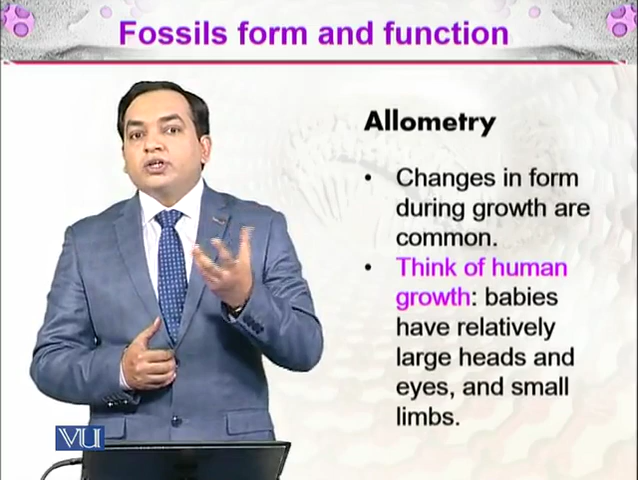 Fossils form and function
Allometry
• Changes in form
during growth are
common.
• Think of human
growth: babies
have relatively
large heads and
eyes, and small
limbs.
VU